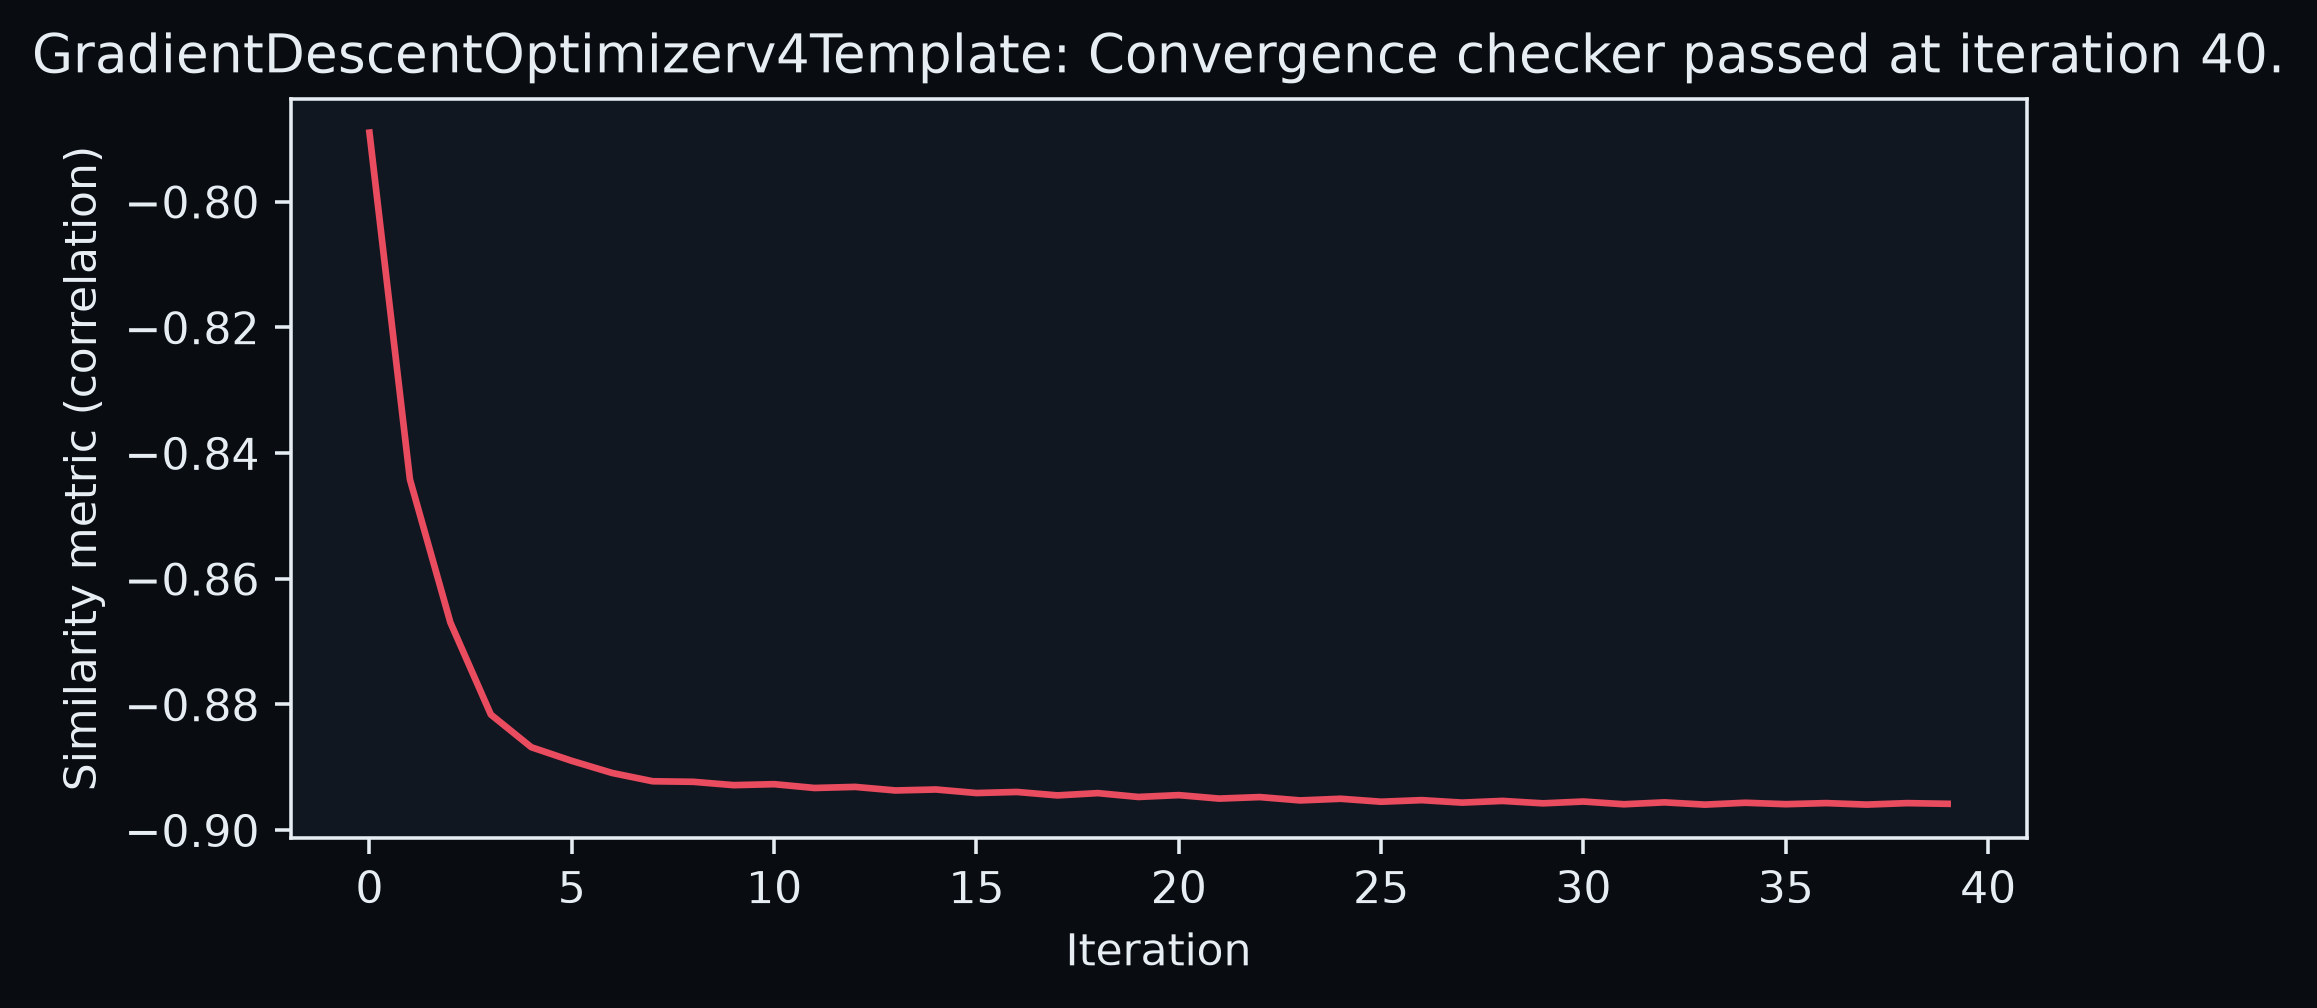 GradientDescentOptimizerv4Template: Convergence checker passed at iteration 40.
Similarity metric (correlation)
−0.80
−0.82
−0.84
−0.86
−0.88
−0.90
0 5 10 15 20 25 30 35 40
Iteration